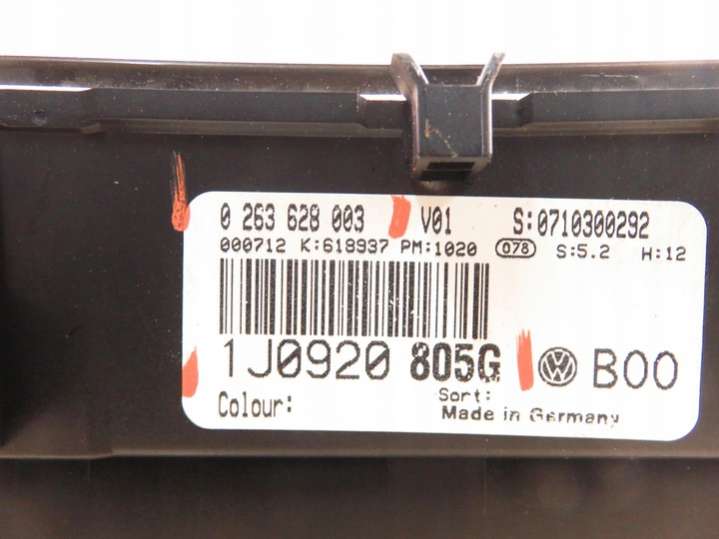 0 263 628 003 V01 S:0710300292
000712 K:618937 PM:1020 078 S:5.2 H:12
1J0920 805G VW B00
Colour: Sort:
Made in Germany